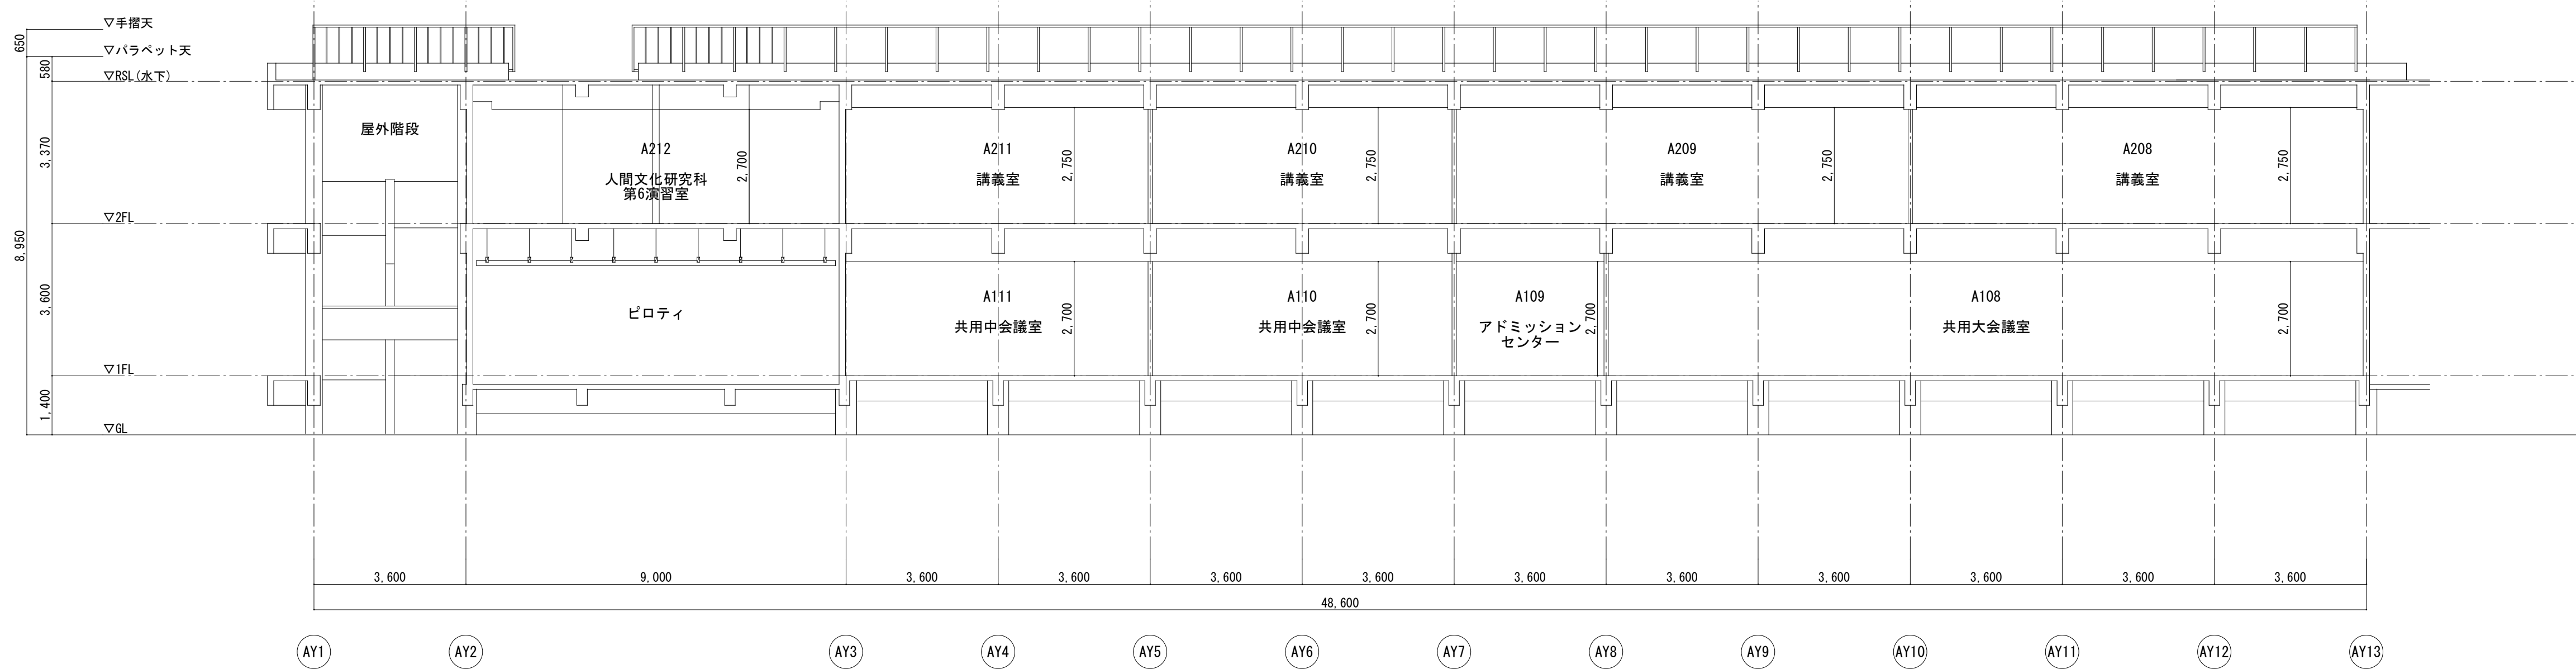 ▽手摺天
▽パラペット天
▽RSL(水下)
▽2FL
▽1FL
▽GL
650
580
3,370
3,600
1,400
8,950
屋外階段
A212
人間文化研究科
第6演習室
2,700
A211
講義室
2,750
A210
講義室
2,750
A209
講義室
2,750
A208
講義室
2,750
ピロティ
A111
共用中会議室
2,700
A110
共用中会議室
2,700
A109
アドミッション
センター
2,700
A108
共用大会議室
2,700
3,600
9,000
3,600
3,600
3,600
3,600
3,600
3,600
3,600
3,600
3,600
3,600
48,600
AY1
AY2
AY3
AY4
AY5
AY6
AY7
AY8
AY9
AY10
AY11
AY12
AY13